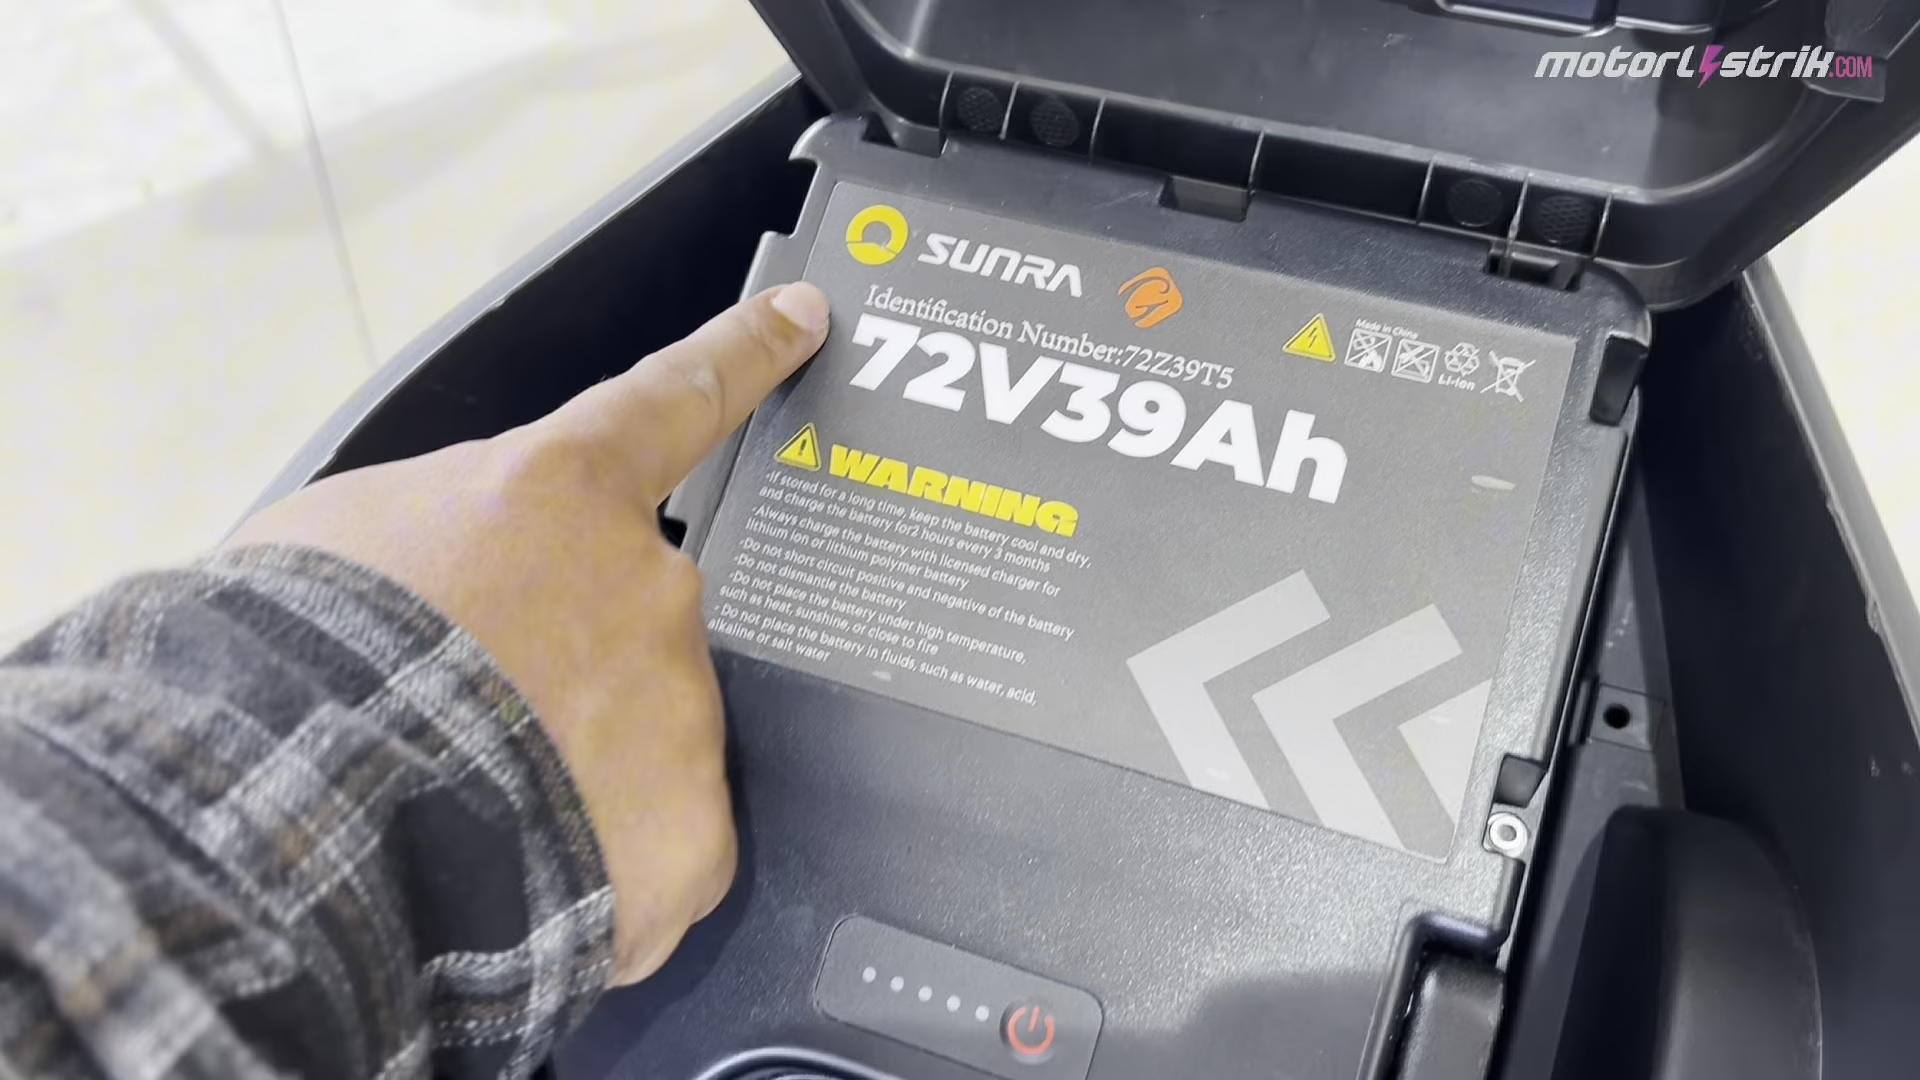 motorlistrik.com
SUNRA
Made in China
Identification Number:72Z39T5
Li-ion
72V39Ah
WARNING
·If stored for a long time, keep the battery cool and dry,
and charge the battery for2 hours every 3 months
·Always charge the battery with licensed charger for
lithium ion or lithium polymer battery
·Do not short circuit positive and negative of the battery
·Do not dismantle the battery
·Do not place the battery under high temperature,
such as heat, sunshine, or close to fire
·Do not place the battery in fluids, such as water, acid,
alkaline or salt water